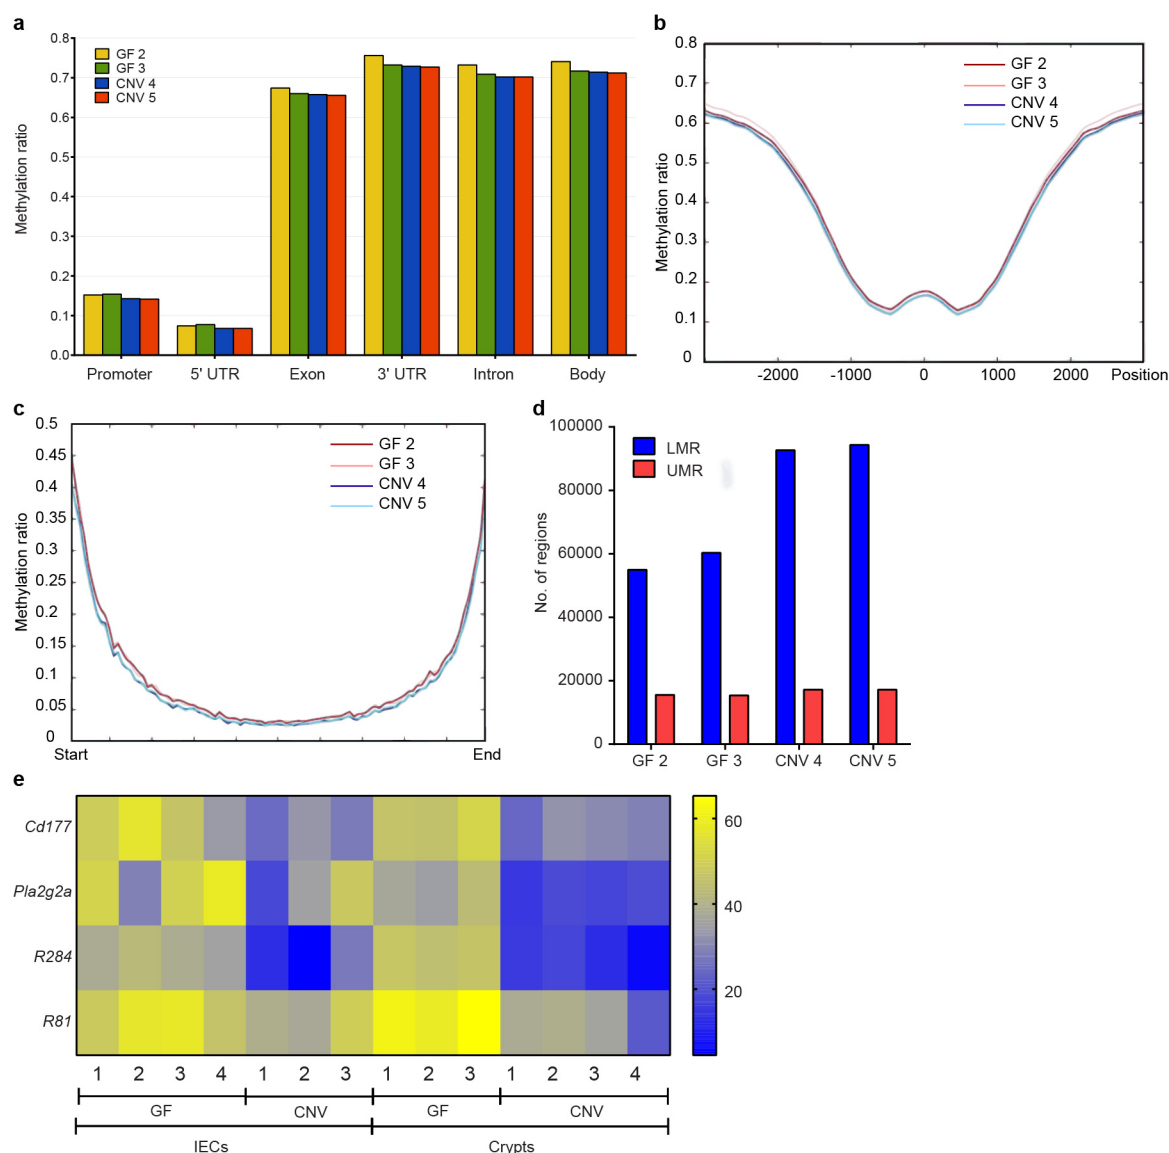 a
0.8
0.7
0.6
0.5
0.4
0.3
0.2
0.1
0.0
Methylation ratio
GF 2
GF 3
CNV 4
CNV 5
Promoter 5' UTR Exon 3' UTR Intron Body
b
0.8
0.7
0.6
0.5
0.4
0.3
0.2
0.1
0
Methylation ratio
GF 2
GF 3
CNV 4
CNV 5
-2000 -1000 0 1000 2000 Position
c
0.5
0.45
0.4
0.35
0.3
0.25
0.2
0.15
0.1
0.05
0
Methylation ratio
GF 2
GF 3
CNV 4
CNV 5
Start End
d
100000
80000
60000
40000
20000
0
No. of regions
LMR
UMR
GF 2 GF 3 CNV 4 CNV 5
e
Cd177
Pla2g2a
R284
R81
60
40
20
1 2 3 4 1 2 3 1 2 3 1 2 3 4
GF CNV GF CNV
IECs Crypts